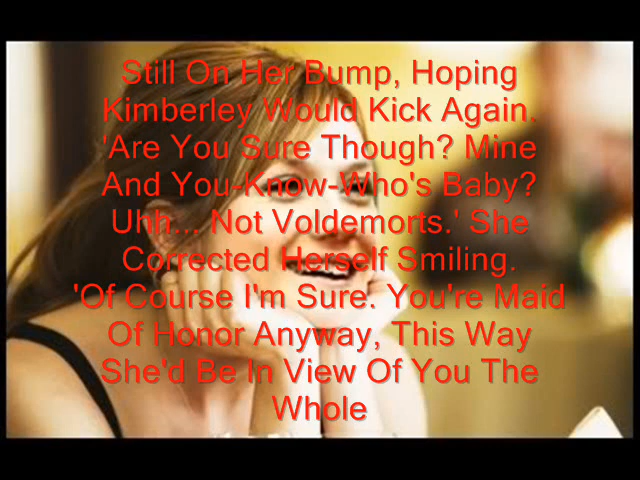 Still On Her Bump, Hoping
Kimberley Would Kick Again.
'Are You Sure Though? Mine
And You-Know-Who's Baby?
Uhh... Not Voldemorts.' She
Corrected Herself Smiling.
'Of Course I'm Sure. You're Maid
Of Honor Anyway, This Way
She'd Be In View Of You The
Whole